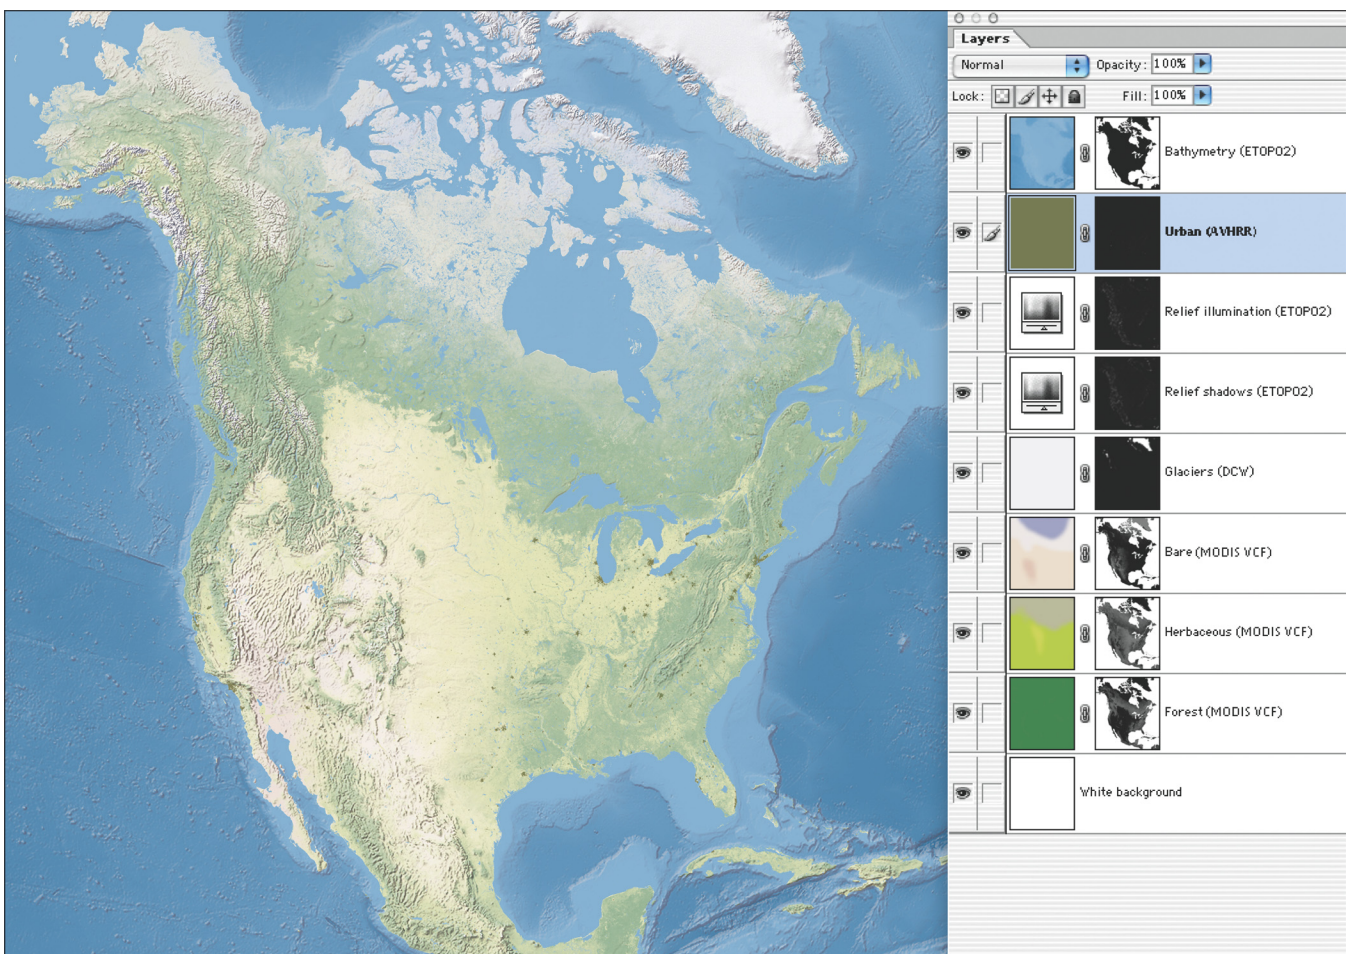 Layers
Normal Opacity: 100%
Lock: Fill: 100%
Bathymetry (ETOPO2)
Urban (AVHRR)
Relief illumination (ETOPO2)
Relief shadows (ETOPO2)
Glaciers (DCW)
Bare (MODIS VCF)
Herbaceous (MODIS VCF)
Forest (MODIS VCF)
White background